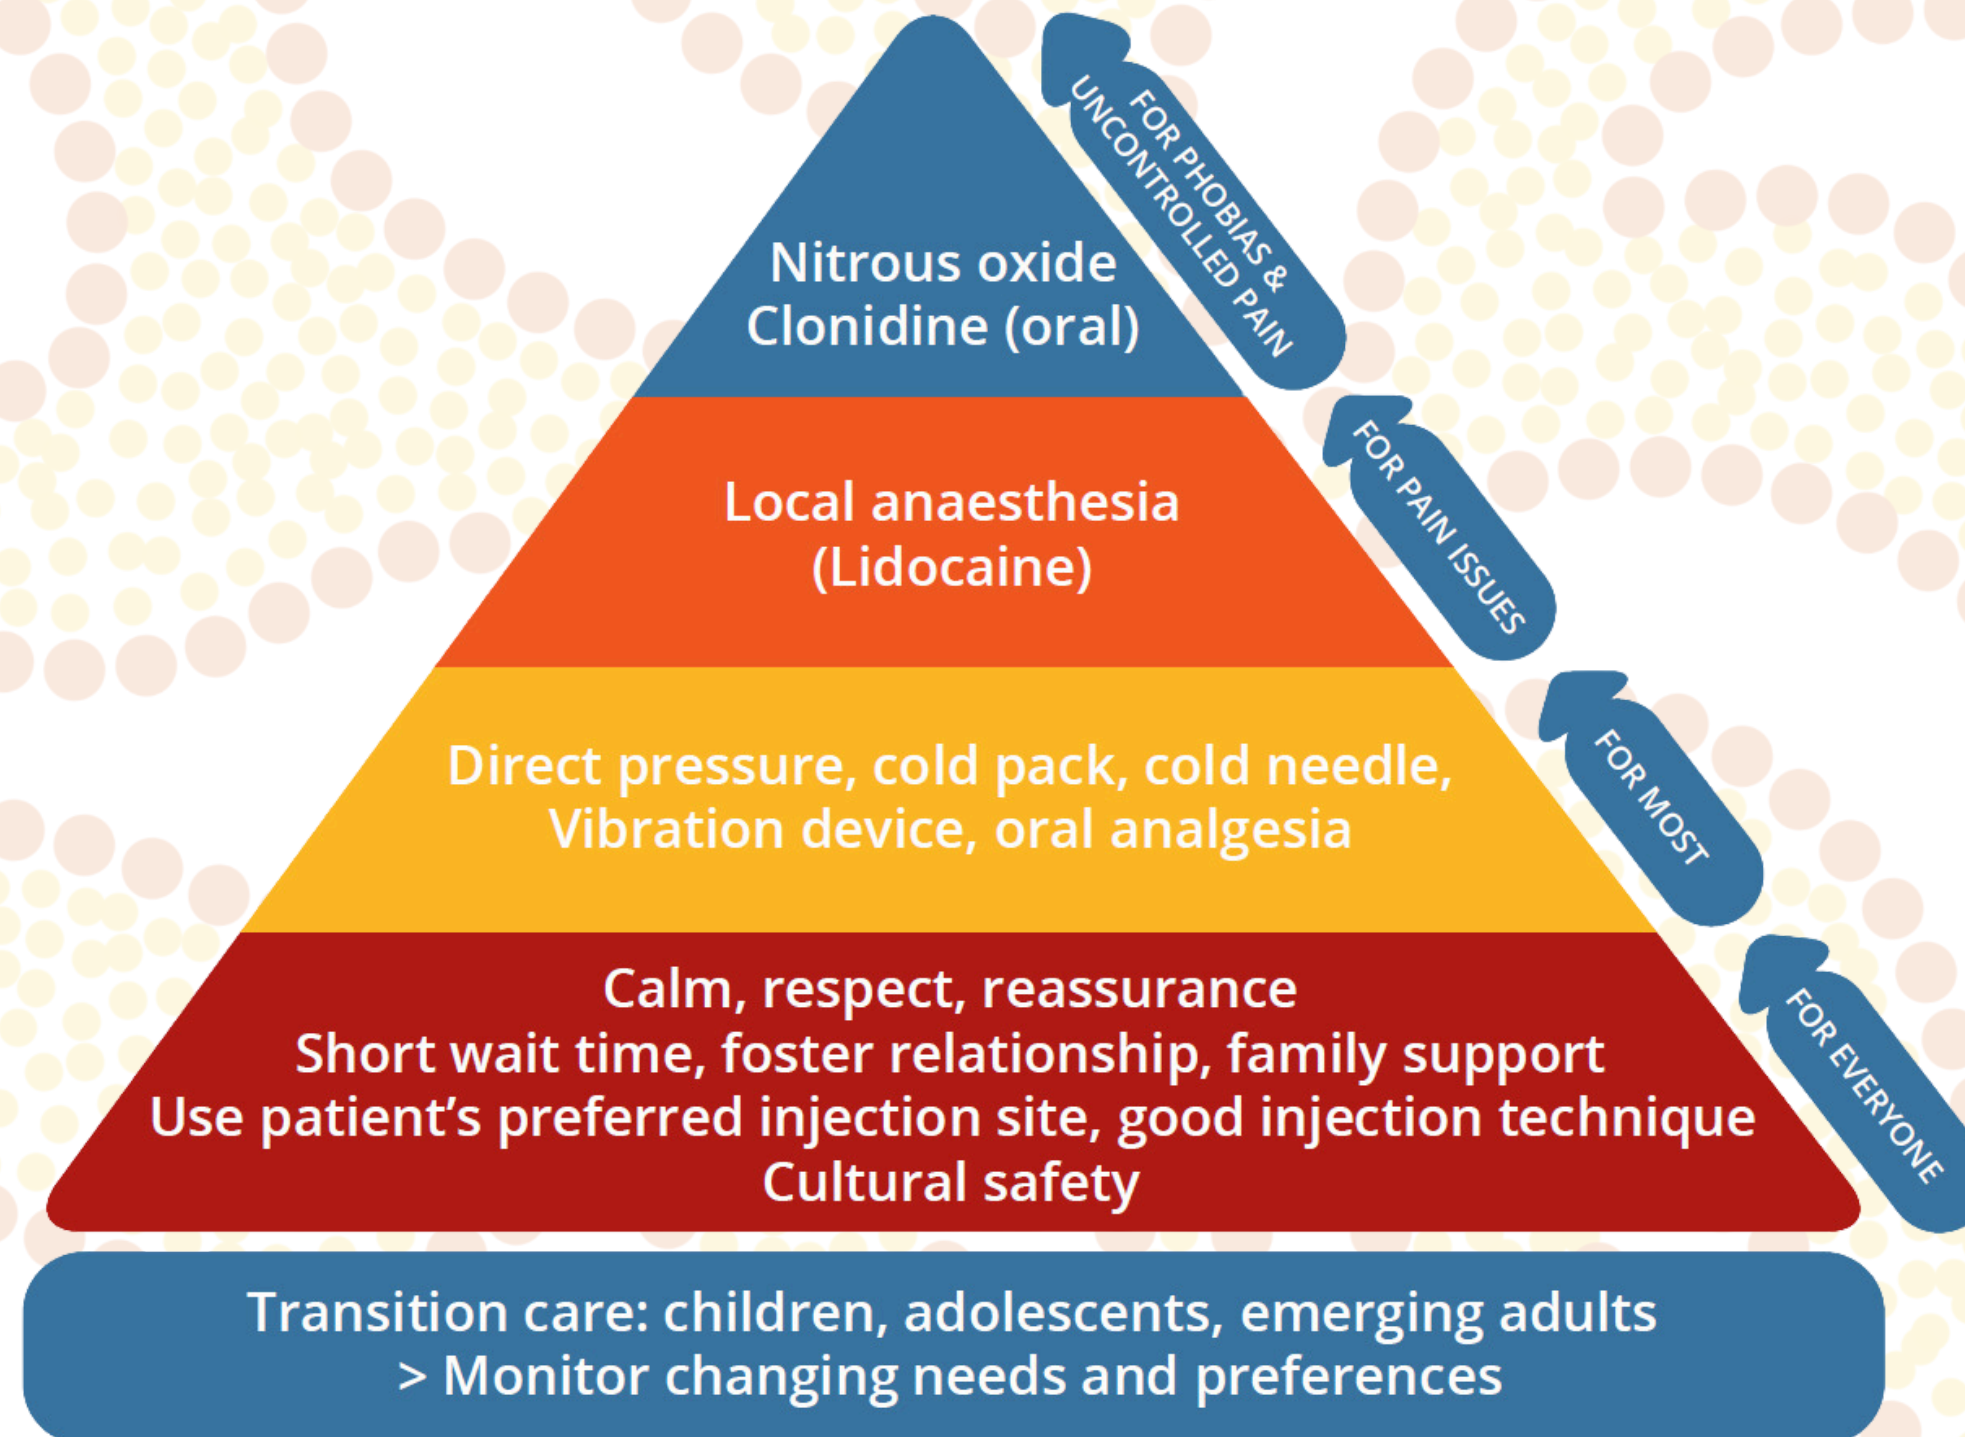 FOR PHOBIAS &
UNCONTROLLED PAIN
Nitrous oxide
Clonidine (oral)
FOR PAIN ISSUES
Local anaesthesia
(Lidocaine)
FOR MOST
Direct pressure, cold pack, cold needle,
Vibration device, oral analgesia
FOR EVERYONE
Calm, respect, reassurance
Short wait time, foster relationship, family support
Use patient’s preferred injection site, good injection technique
Cultural safety
Transition care: children, adolescents, emerging adults
> Monitor changing needs and preferences